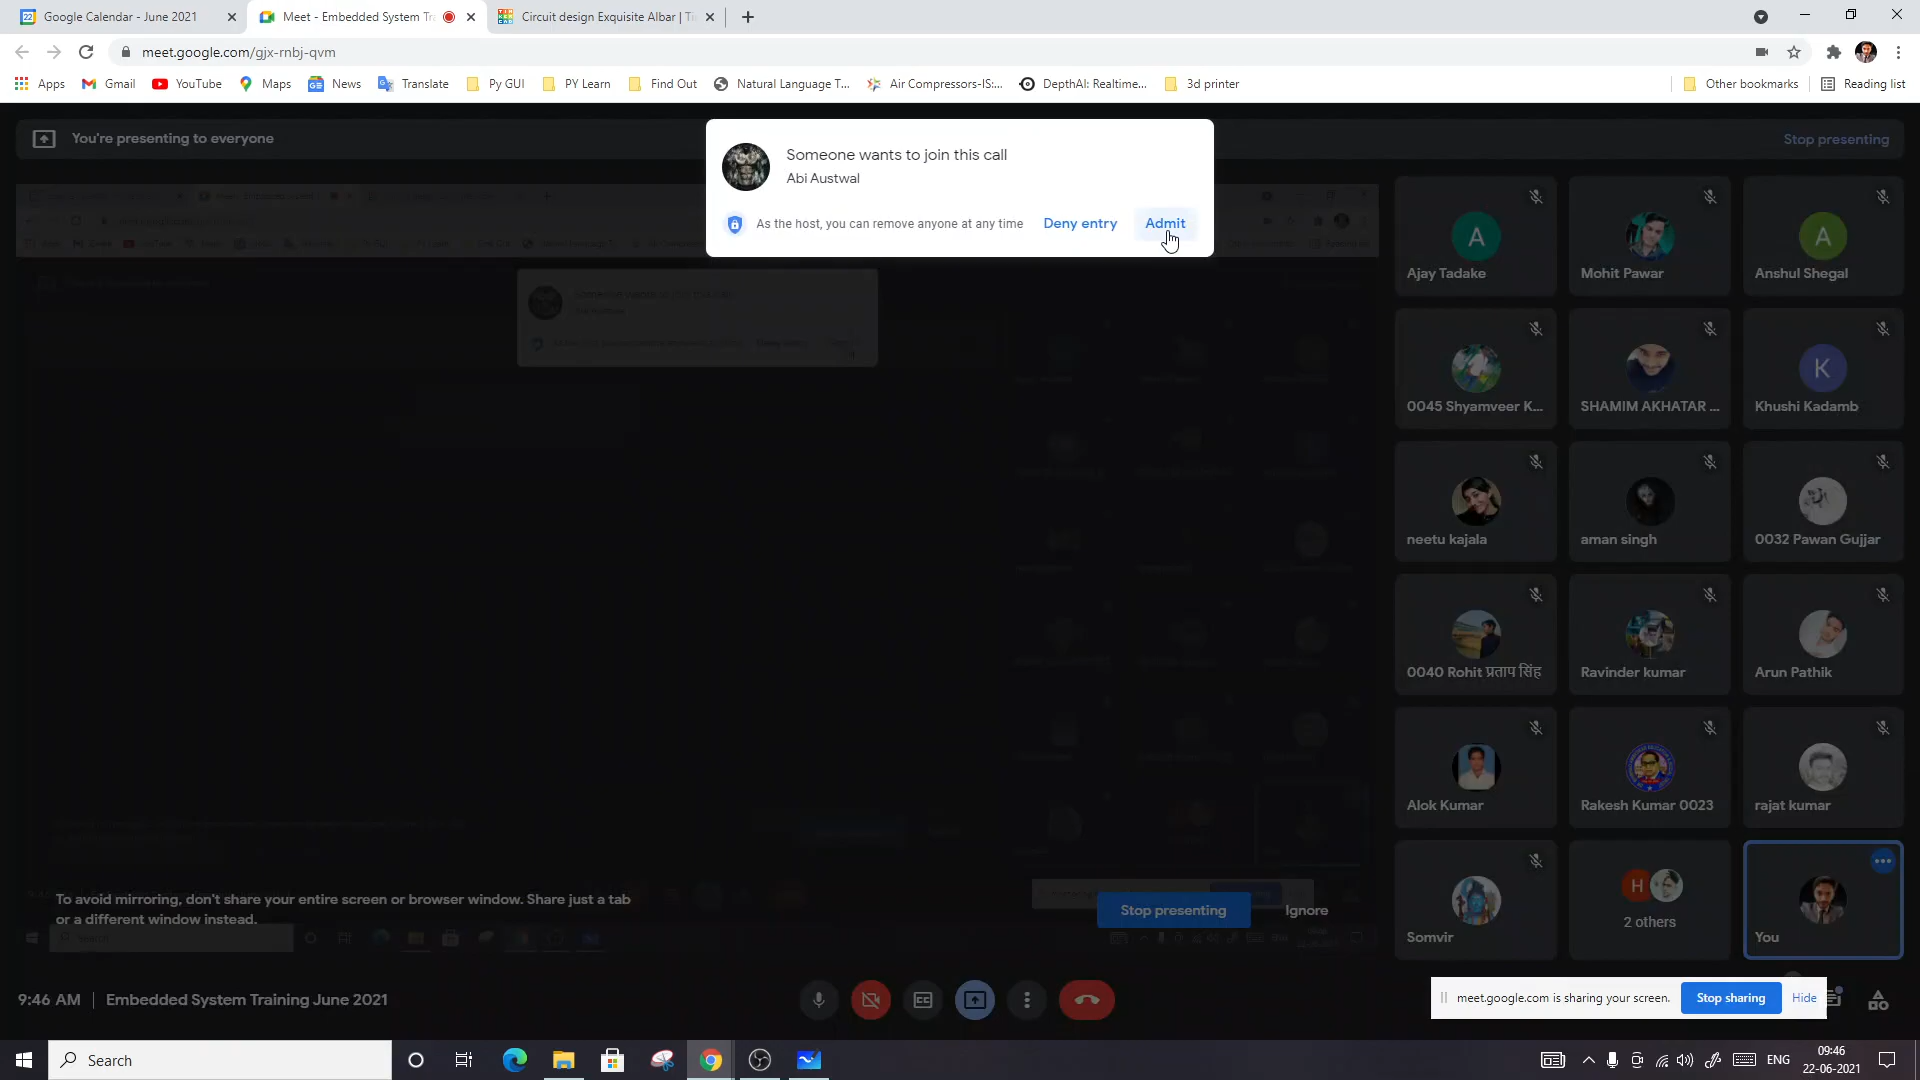 Google Calendar - June 2021
Meet - Embedded System Tr
Circuit design Exquisite Albar | Ti
meet.google.com/gjx-rnbj-qvm
Apps
Gmail
YouTube
Maps
News
Translate
Py GUI
PY Learn
Find Out
Natural Language T...
Air Compressors-IS:...
DepthAI: Realtime...
3d printer
Other bookmarks
Reading list
You're presenting to everyone
Stop presenting
Someone wants to join this call
Abi Austwal
As the host, you can remove anyone at any time
Deny entry
Admit
A
A
Ajay Tadake
Mohit Pawar
Anshul Shegal
K
0045 Shyamveer K...
SHAMIM AKHATAR ...
Khushi Kadamb
neetu kajala
aman singh
0032 Pawan Gujjar
0040 Rohit प्रताप सिंह
Ravinder kumar
Arun Pathik
Alok Kumar
Rakesh Kumar 0023
rajat kumar
H
2 others
Somvir
You
To avoid mirroring, don't share your entire screen or browser window. Share just a tab
or a different window instead.
Stop presenting
Ignore
9:46 AM | Embedded System Training June 2021
meet.google.com is sharing your screen.
Stop sharing
Hide
Search
ENG
09:46
22-06-2021